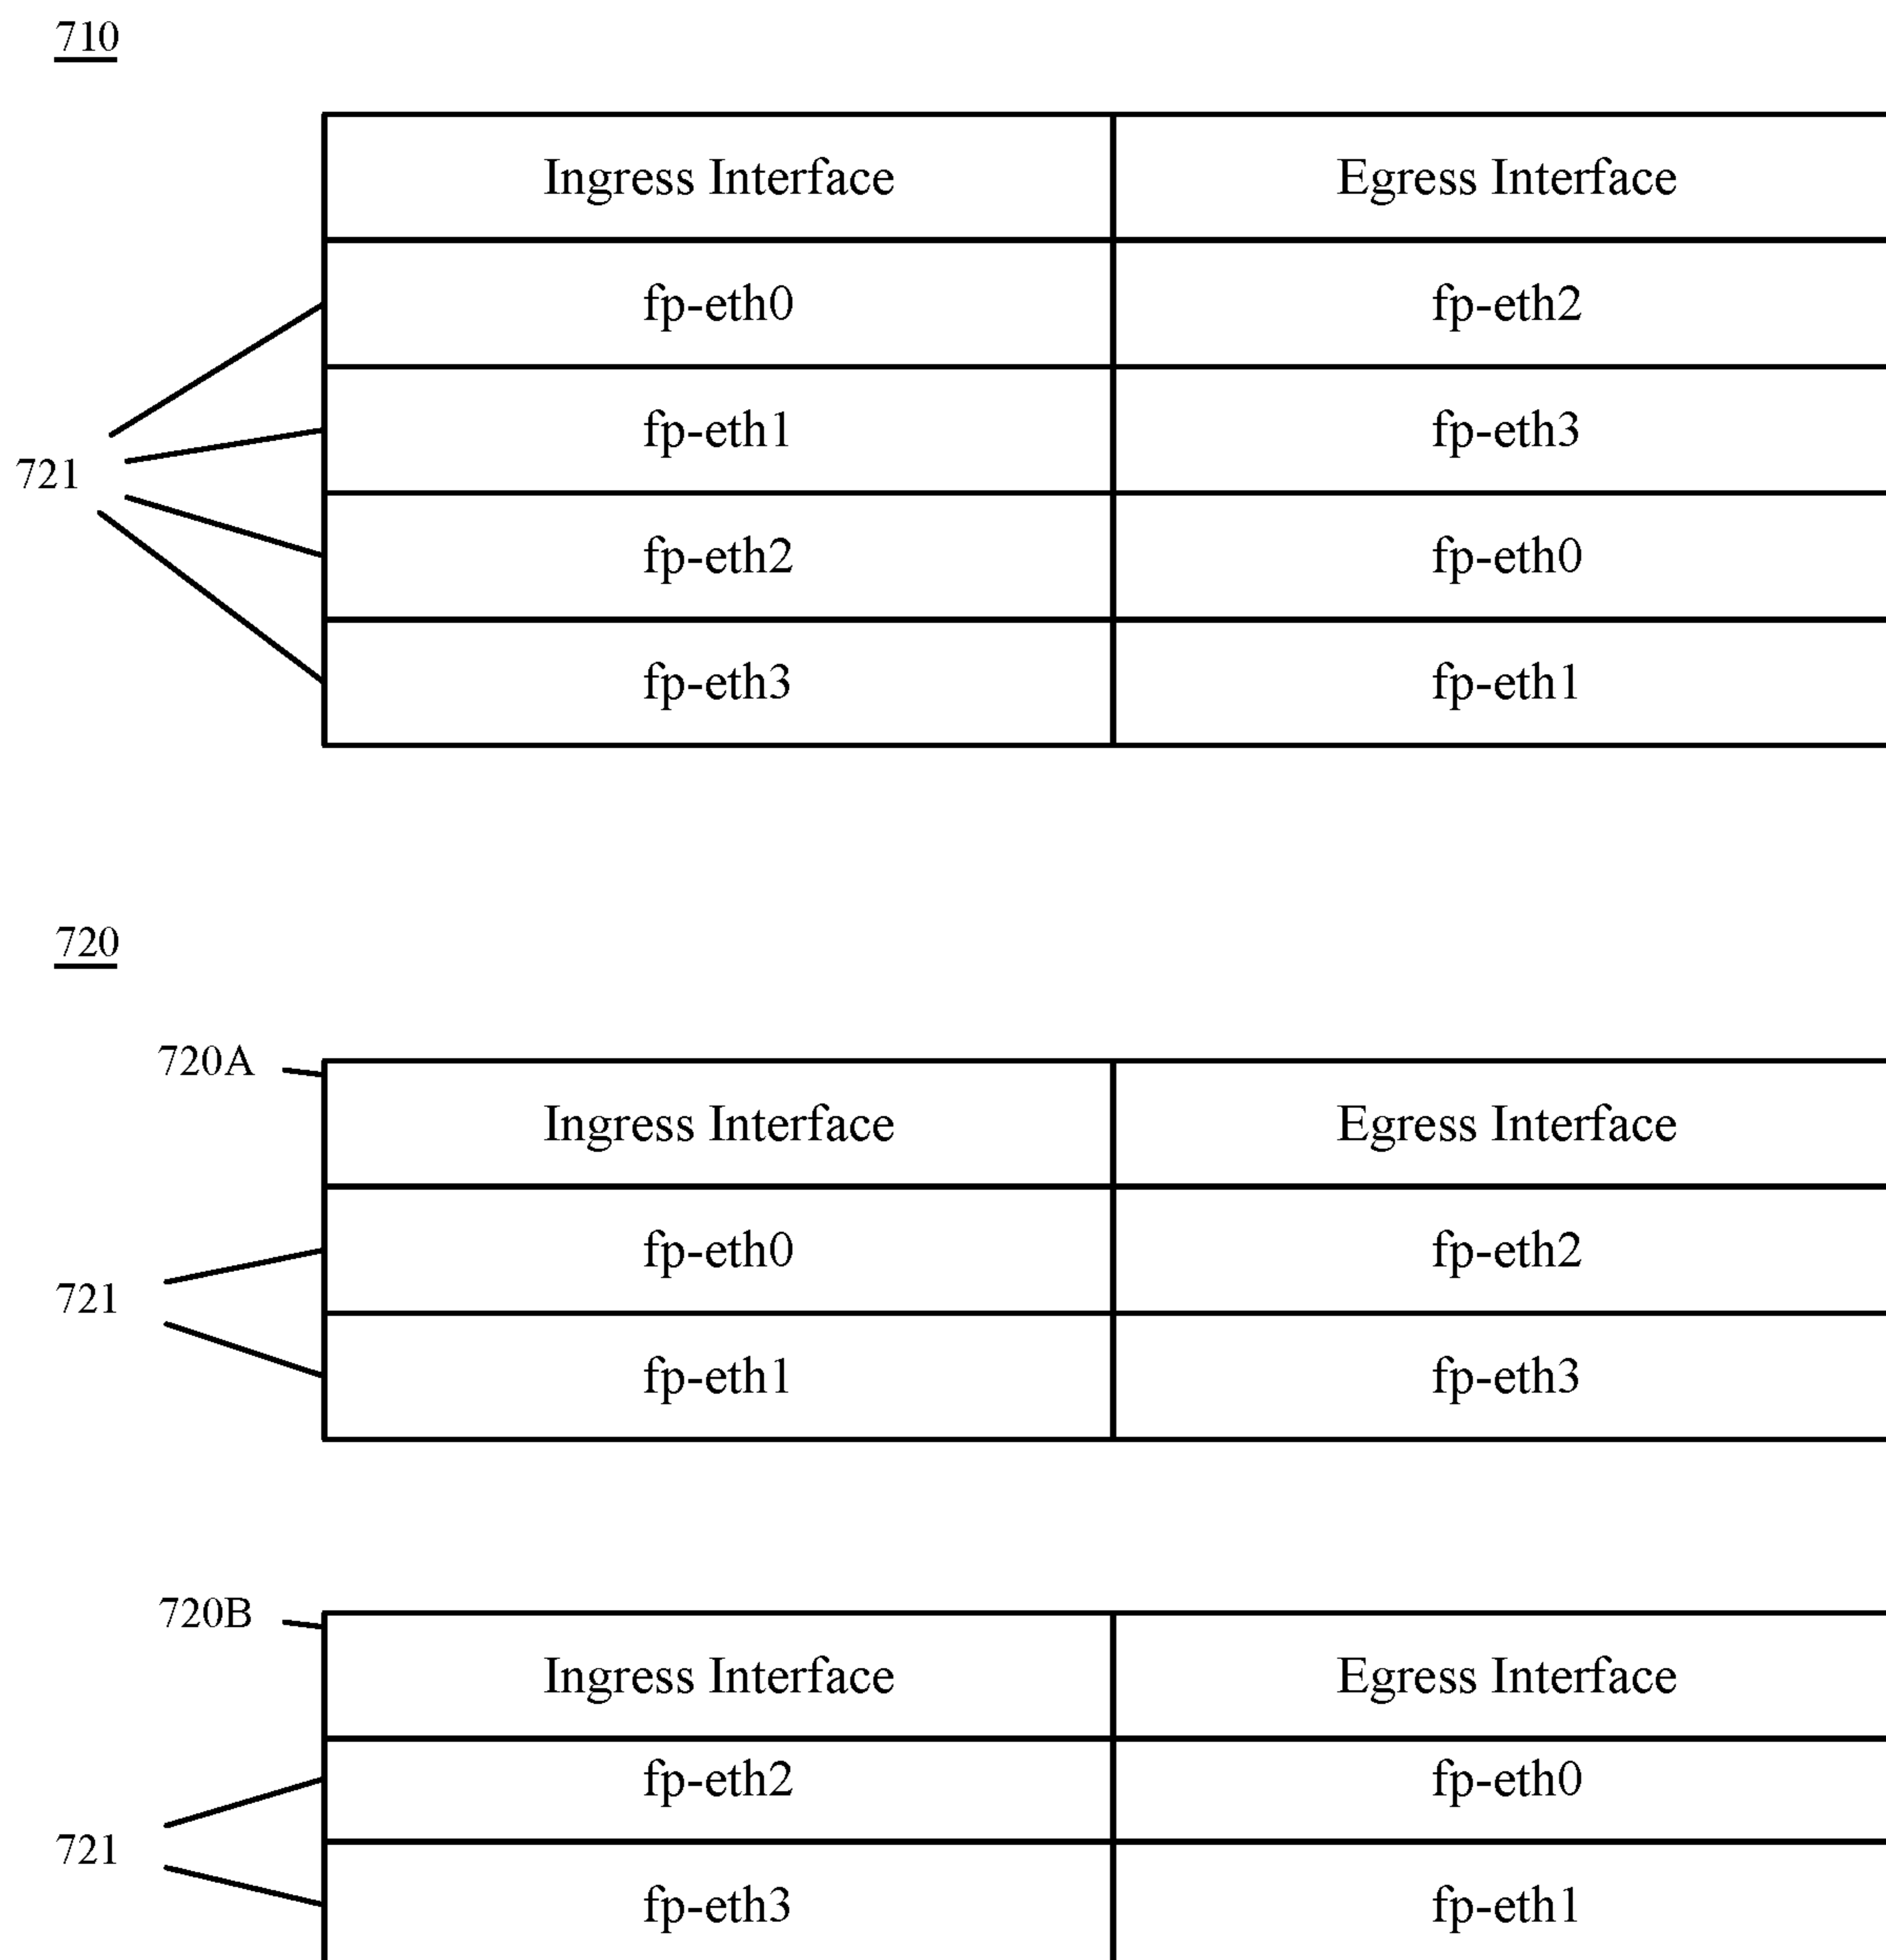 710
Ingress Interface Egress Interface
fp-eth0 fp-eth2
fp-eth1 fp-eth3
721
fp-eth2 fp-eth0
fp-eth3 fp-eth1
720
720A
Ingress Interface Egress Interface
fp-eth0 fp-eth2
721
fp-eth1 fp-eth3
720B
Ingress Interface Egress Interface
fp-eth2 fp-eth0
721
fp-eth3 fp-eth1